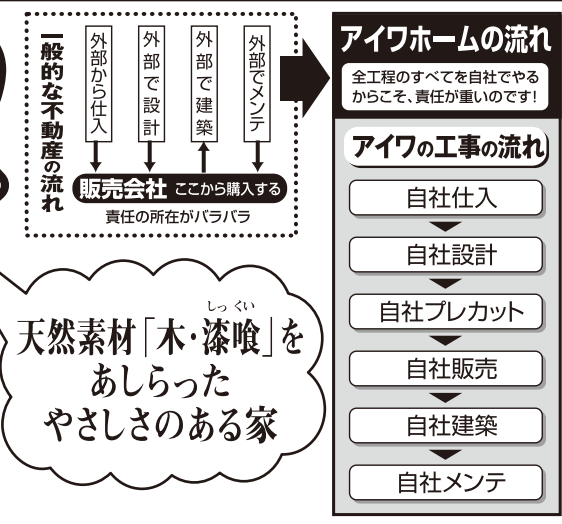 一般的な不動産の流れ
外部から仕入
外部で設計
外部で建築
外部でメンテ
販売会社 ここから購入する
責任の所在がバラバラ
アイワホームの流れ
全工程のすべてを自社でやる
からこそ、責任が重いのです!
アイワの工事の流れ
自社仕入
自社設計
自社プレカット
自社販売
自社建築
自社メンテ
しっくい
天然素材「木・漆喰」を
あしらった
やさしさのある家